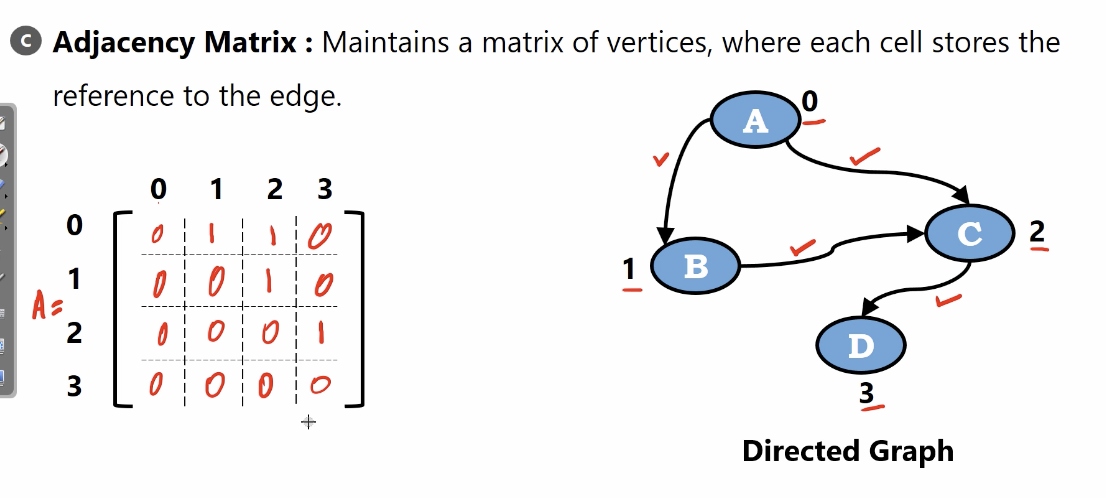 C Adjacency Matrix : Maintains a matrix of vertices, where each cell stores the
reference to the edge.
0 1 2 3
0 0 1 1 0
1 0 0 1 0
A=
2 0 0 0 1
3 0 0 0 0
A 0
B 1
C 2
D
3
Directed Graph